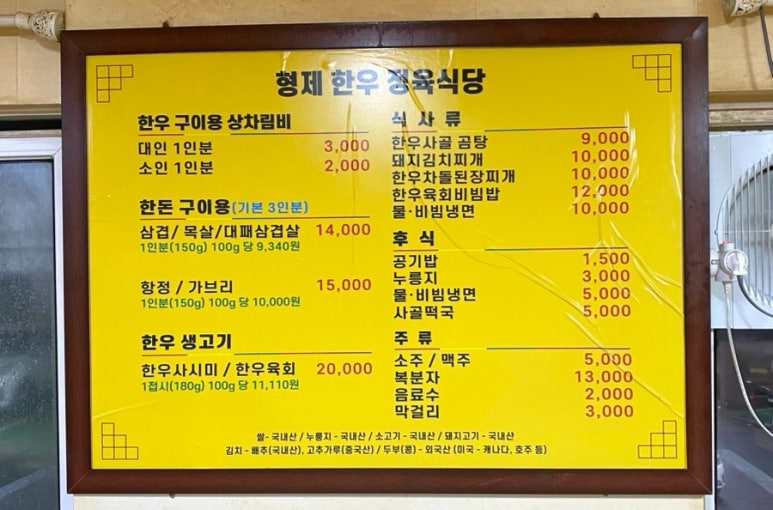 형제 한우 정육식당
한우 구이용 상차림비
대인 1인분 3,000
소인 1인분 2,000
한돈 구이용(기본 3인분)
삼겹/ 목살/대패삼겹살 14,000
1인분(150g) 100g 당 9,340원
항정 / 가브리 15,000
1인분(150g) 100g 당 10,000원
한우 생고기
한우사시미 / 한우육회 20,000
1접시(180g) 100g 당 11,110원
식 사 류
한우사골 곰탕 9,000
돼지김치찌개 10,000
한우차돌된장찌개 10,000
한우육회비빔밥 12,000
물·비빔냉면 10,000
후 식
공기밥 1,500
누룽지 3,000
물·비빔냉면 5,000
사골떡국 5,000
주 류
소주 / 맥주 5,000
복분자 13,000
음료수 2,000
막걸리 3,000
쌀- 국내산 / 누룽지 - 국내산 / 소고기 - 국내산 / 돼지고기 - 국내산
김치 - 배추(국내산), 고추가루(중국산) / 두부(콩) - 외국산 (미국 - 캐나다, 호주 등)